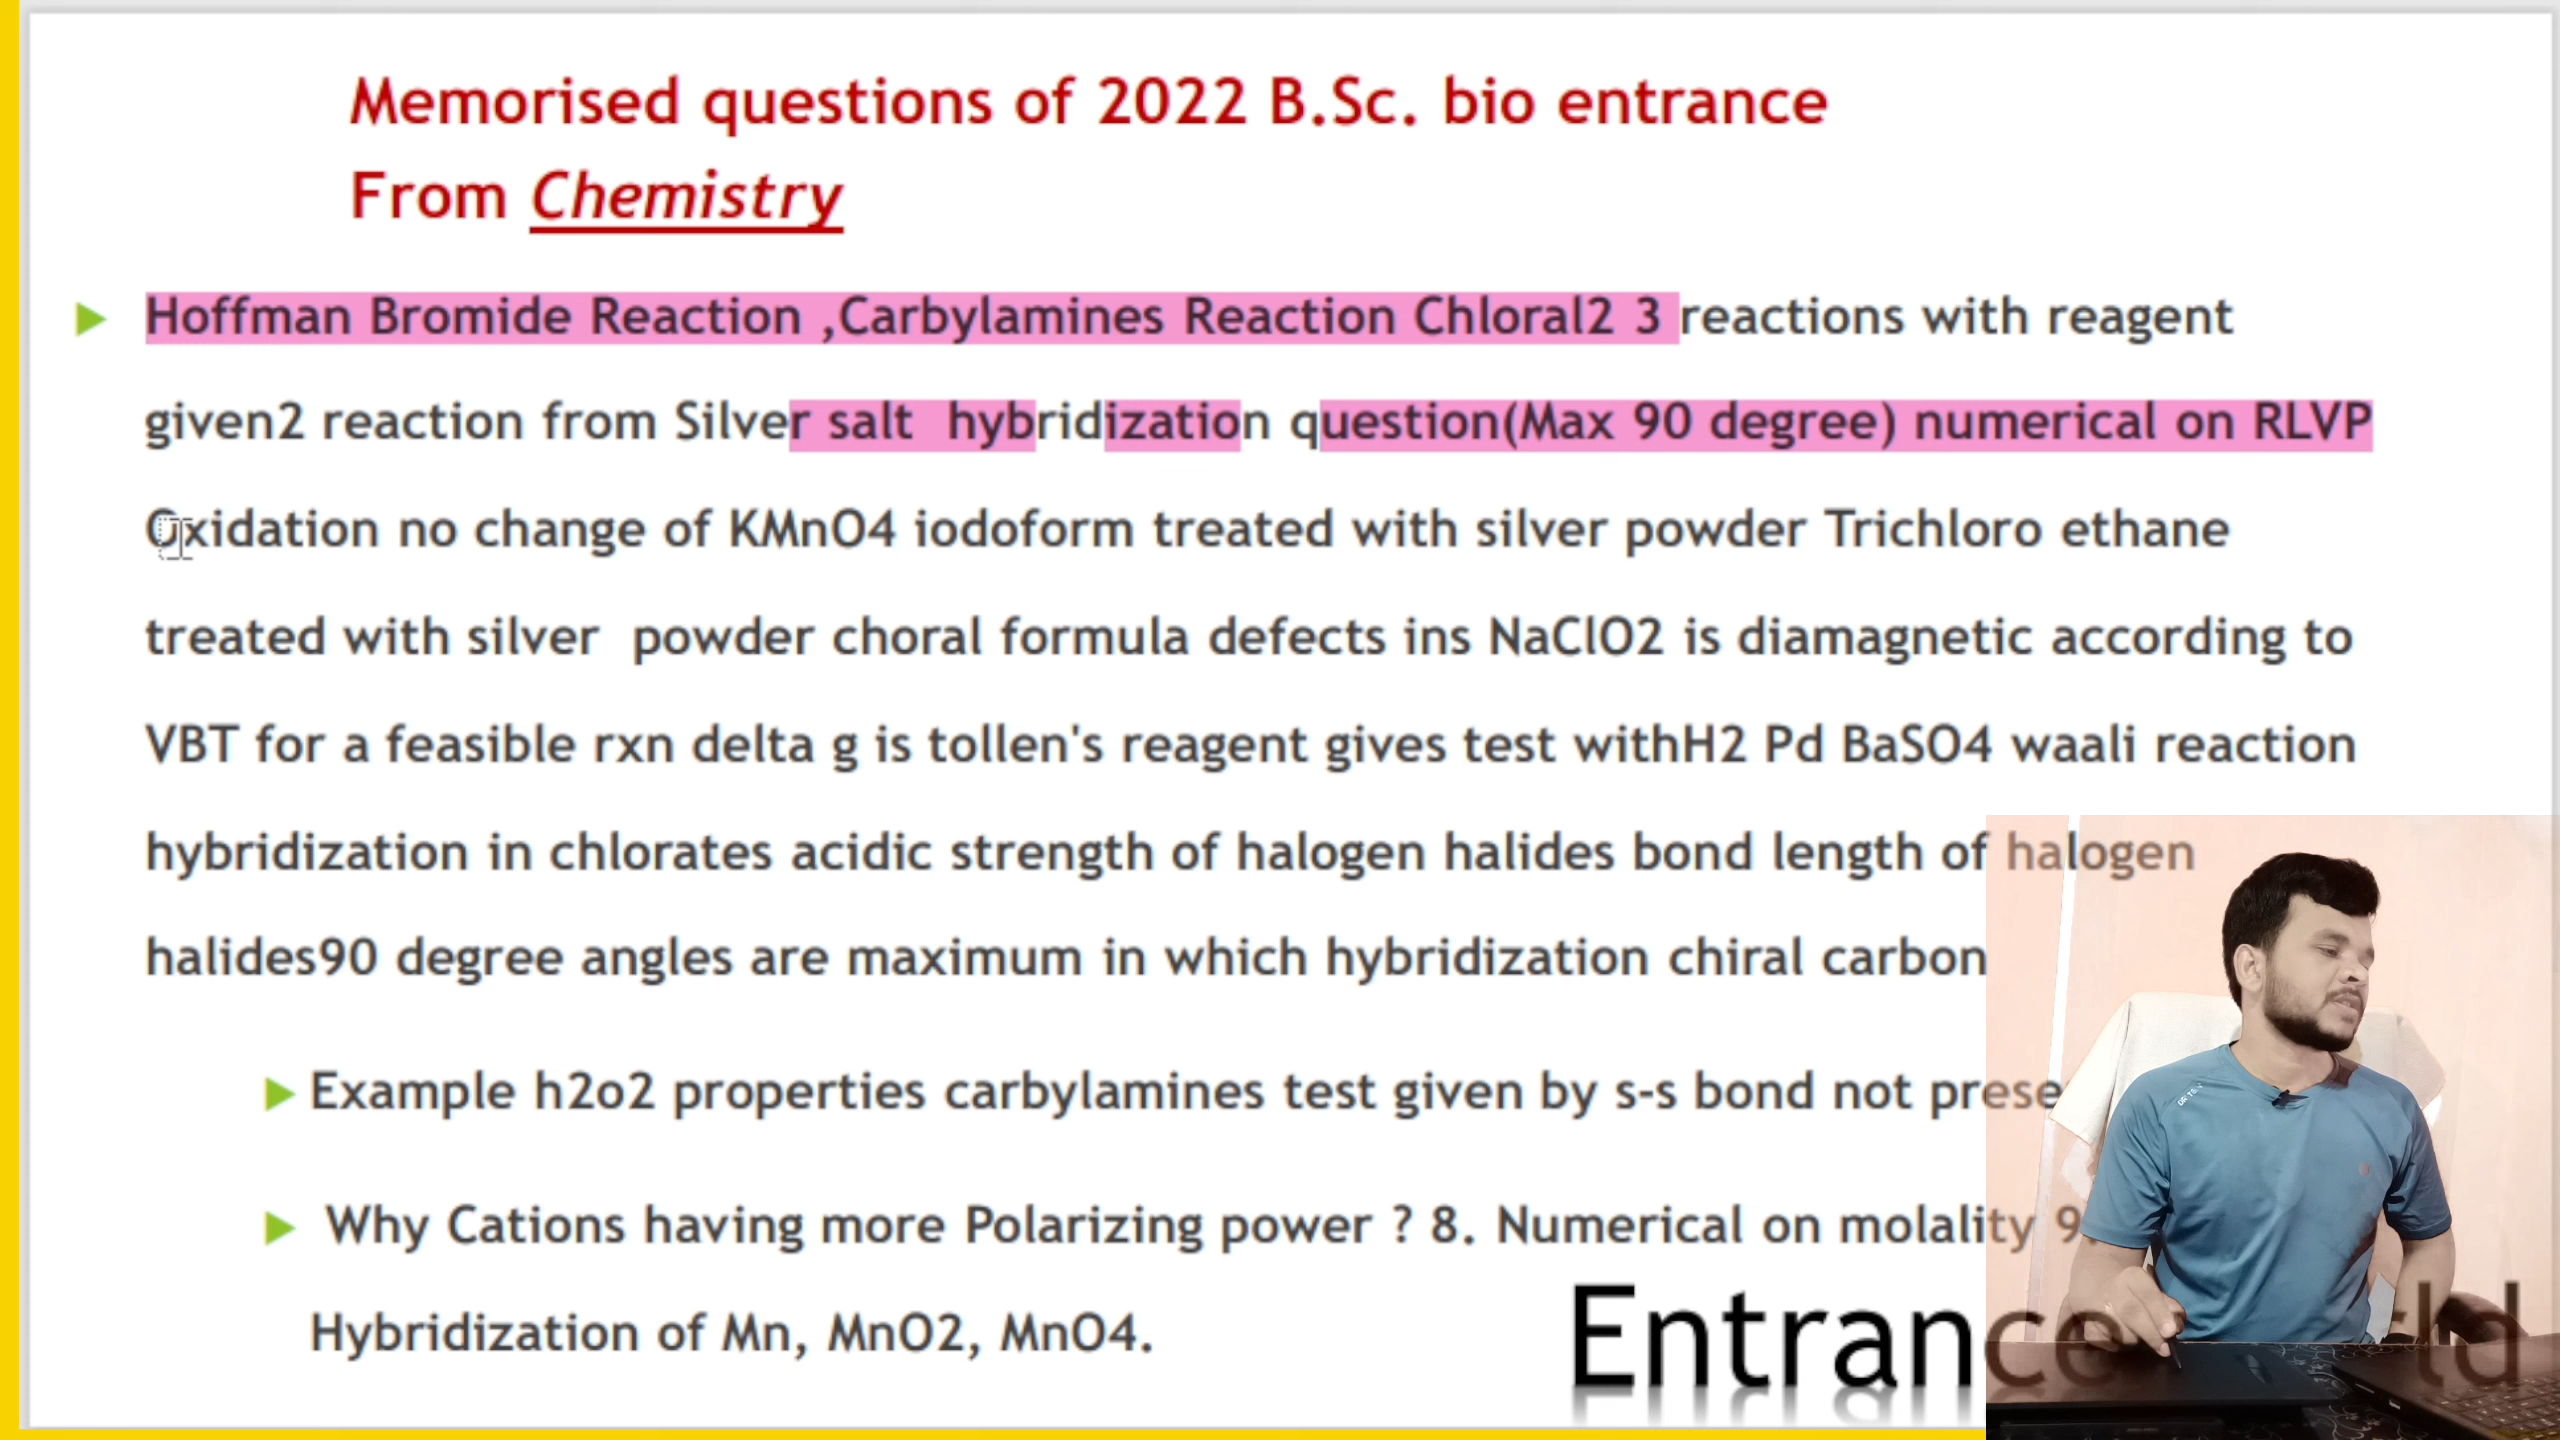 Memorised questions of 2022 B.Sc. bio entrance
From Chemistry
Hoffman Bromide Reaction ,Carbylamines Reaction Chloral2 3 reactions with reagent
given2 reaction from Silver salt hybridization question(Max 90 degree) numerical on RLVP
Oxidation no change of KMnO4 iodoform treated with silver powder Trichloro ethane
treated with silver powder choral formula defects ins NaClO2 is diamagnetic according to
VBT for a feasible rxn delta g is tollen's reagent gives test withH2 Pd BaSO4 waali reaction
hybridization in chlorates acidic strength of halogen halides bond length of halogen
halides90 degree angles are maximum in which hybridization chiral carbon
Example h2o2 properties carbylamines test given by s-s bond not
Why Cations having more Polarizing power ? 8. Numerical on molality 9.
Hybridization of Mn, MnO2, MnO4.